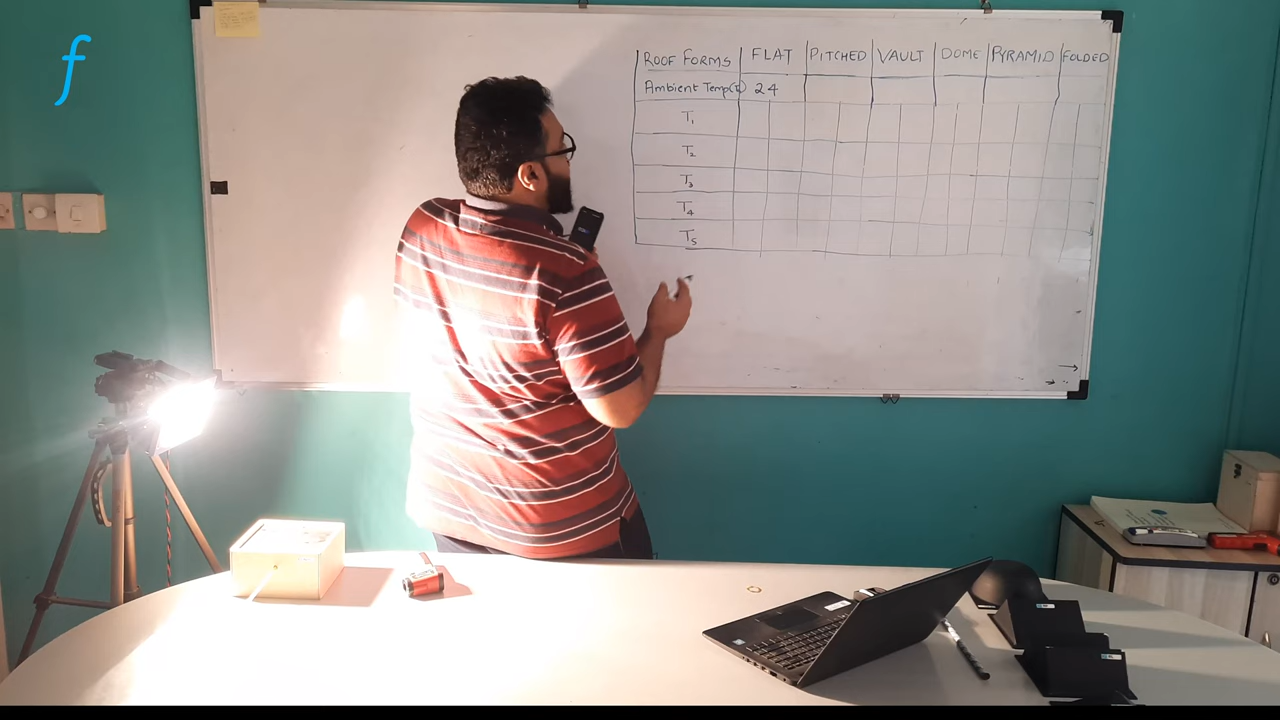 f
ROOF FORMS FLAT PITCHED VAULT DOME PYRAMID FOLDED
Ambient Temp 24
T₁
T₂
T₃
T₄
T₅